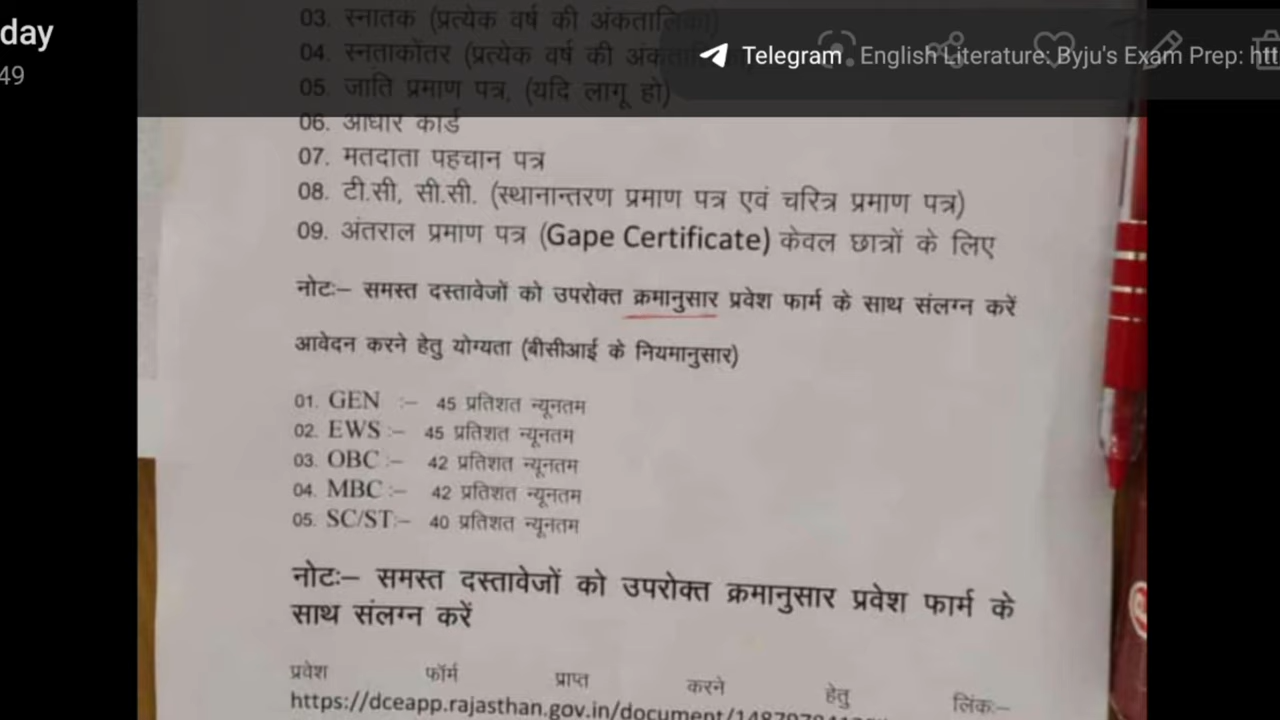 day
49
Telegram English Literature: Byju's Exam Prep: htt
03. स्नातक (प्रत्येक वर्ष की अंकतालिका)
04. स्नताकोंतर (प्रत्येक वर्ष की
05. जाति प्रमाण पत्र, (यदि लागू हो)
06. आधार कार्ड
07. मतदाता पहचान पत्र
08. टी.सी, सी.सी. (स्थानान्तरण प्रमाण पत्र एवं चरित्र प्रमाण पत्र)
09. अंतराल प्रमाण पत्र (Gape Certificate) केवल छात्रों के लिए
नोटः– समस्त दस्तावेजों को उपरोक्त क्रमानुसार प्रवेश फार्म के साथ संलग्न करें
आवेदन करने हेतु योग्यता (बीसीआई के नियमानुसार)
01. GEN :– 45 प्रतिशत न्यूनतम
02. EWS :– 45 प्रतिशत न्यूनतम
03. OBC :– 42 प्रतिशत न्यूनतम
04. MBC :– 42 प्रतिशत न्यूनतम
05. SC/ST:– 40 प्रतिशत न्यूनतम
नोटः– समस्त दस्तावेजों को उपरोक्त क्रमानुसार प्रवेश फार्म के
साथ संलग्न करें
प्रवेश फॉर्म प्राप्त करने हेतु लिंकः–
https://dceapp.rajasthan.gov.in/document/